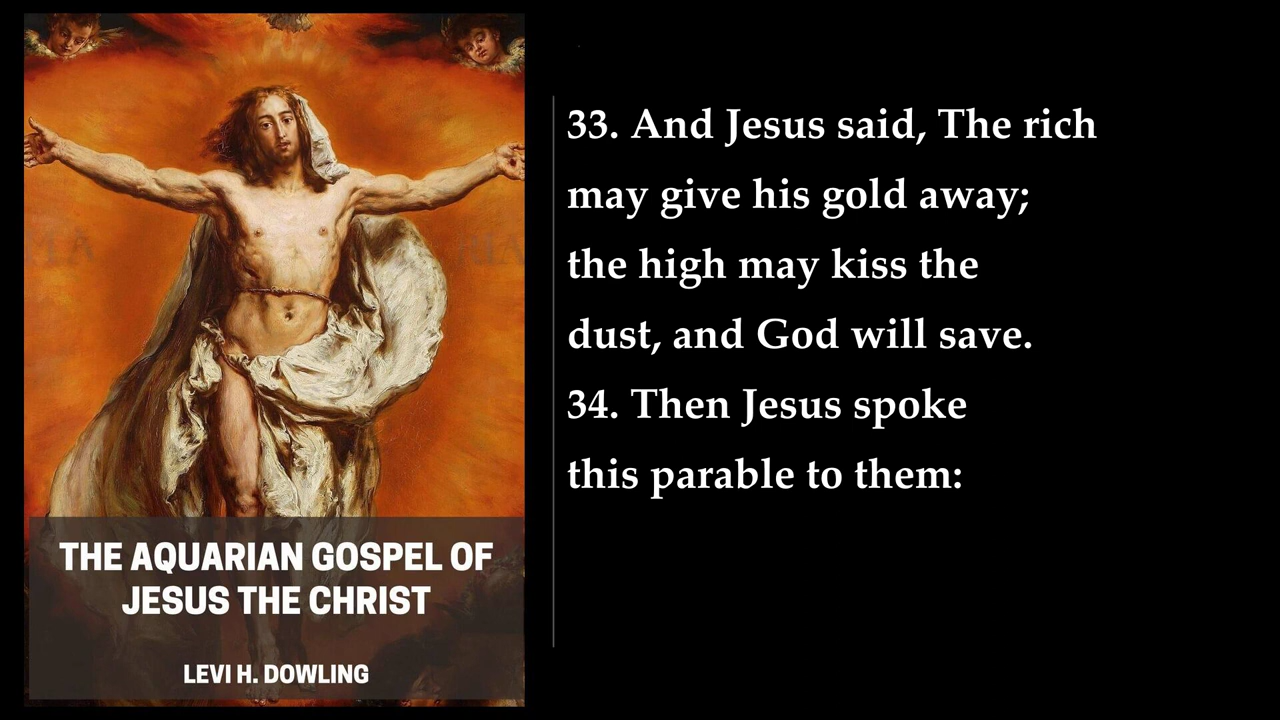 THE AQUARIAN GOSPEL OF
JESUS THE CHRIST
LEVI H. DOWLING
33. And Jesus said, The rich
may give his gold away;
the high may kiss the
dust, and God will save.
34. Then Jesus spoke
this parable to them: